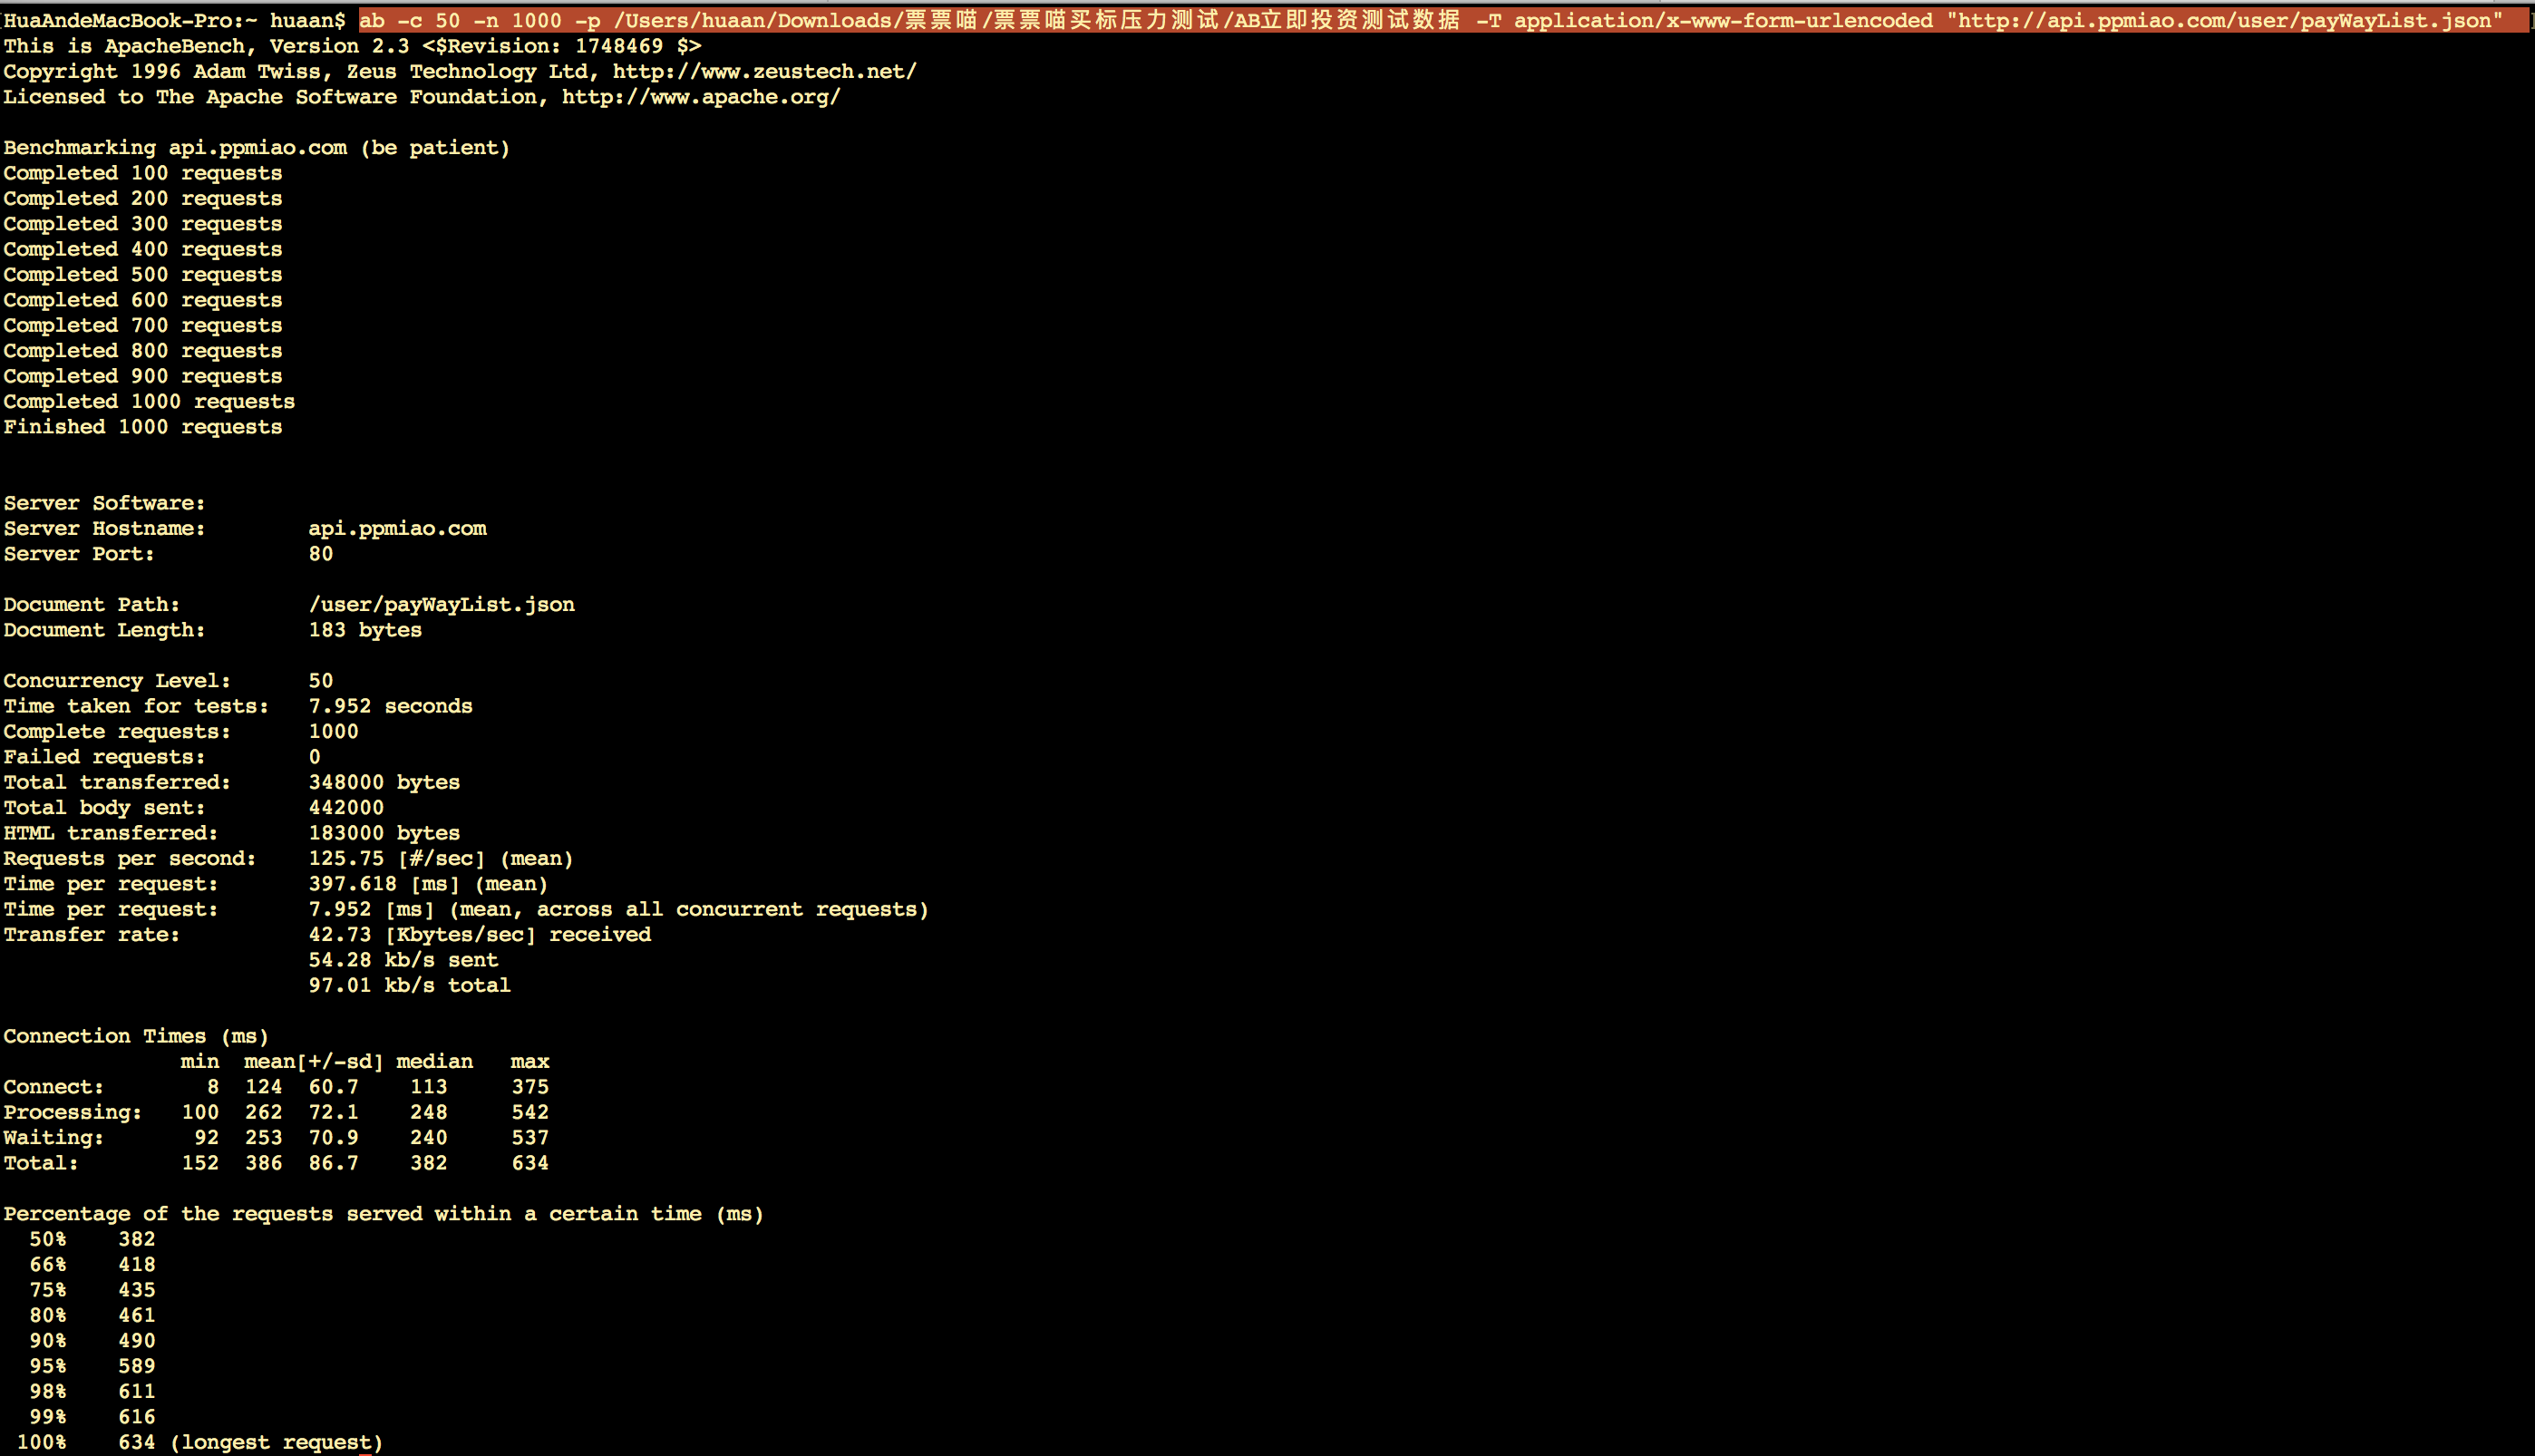 HuaAndeMacBook-Pro:~ huaan$ ab -c 50 -n 1000 -p /Users/huaan/Downloads/票票喵/票票喵买标压力测试/AB立即投资测试数据 -T application/x-www-form-urlencoded "http://api.ppmiao.com/user/payWayList.json"
This is ApacheBench, Version 2.3 <$Revision: 1748469 $>
Copyright 1996 Adam Twiss, Zeus Technology Ltd, http://www.zeustech.net/
Licensed to The Apache Software Foundation, http://www.apache.org/

Benchmarking api.ppmiao.com (be patient)
Completed 100 requests
Completed 200 requests
Completed 300 requests
Completed 400 requests
Completed 500 requests
Completed 600 requests
Completed 700 requests
Completed 800 requests
Completed 900 requests
Completed 1000 requests
Finished 1000 requests

Server Software:
Server Hostname:        api.ppmiao.com
Server Port:            80

Document Path:          /user/payWayList.json
Document Length:        183 bytes

Concurrency Level:      50
Time taken for tests:   7.952 seconds
Complete requests:      1000
Failed requests:        0
Total transferred:      348000 bytes
Total body sent:        442000
HTML transferred:       183000 bytes
Requests per second:    125.75 [#/sec] (mean)
Time per request:       397.618 [ms] (mean)
Time per request:       7.952 [ms] (mean, across all concurrent requests)
Transfer rate:          42.73 [Kbytes/sec] received
                        54.28 kb/s sent
                        97.01 kb/s total

Connection Times (ms)
              min  mean[+/-sd] median   max
Connect:        8  124  60.7    113     375
Processing:   100  262  72.1    248     542
Waiting:       92  253  70.9    240     537
Total:        152  386  86.7    382     634

Percentage of the requests served within a certain time (ms)
  50%    382
  66%    418
  75%    435
  80%    461
  90%    490
  95%    589
  98%    611
  99%    616
 100%    634 (longest request)